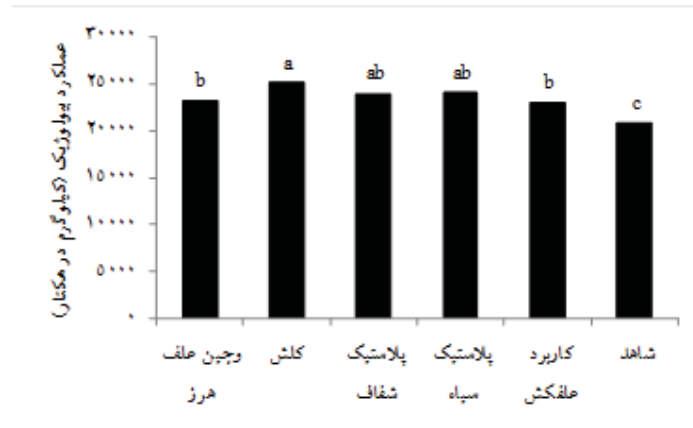 عملکرد بیولوژیک (کیلوگرم در هکتار)
۳۰۰۰۰
۲۵۰۰۰
۲۰۰۰۰
۱۵۰۰۰
۱۰۰۰۰
۵۰۰۰
۰
b
a
ab
ab
b
c
وجین علف
هرز
کلش
پلاستیک
شفاف
پلاستیک
سیاه
کاربرد
علفکش
شاهد